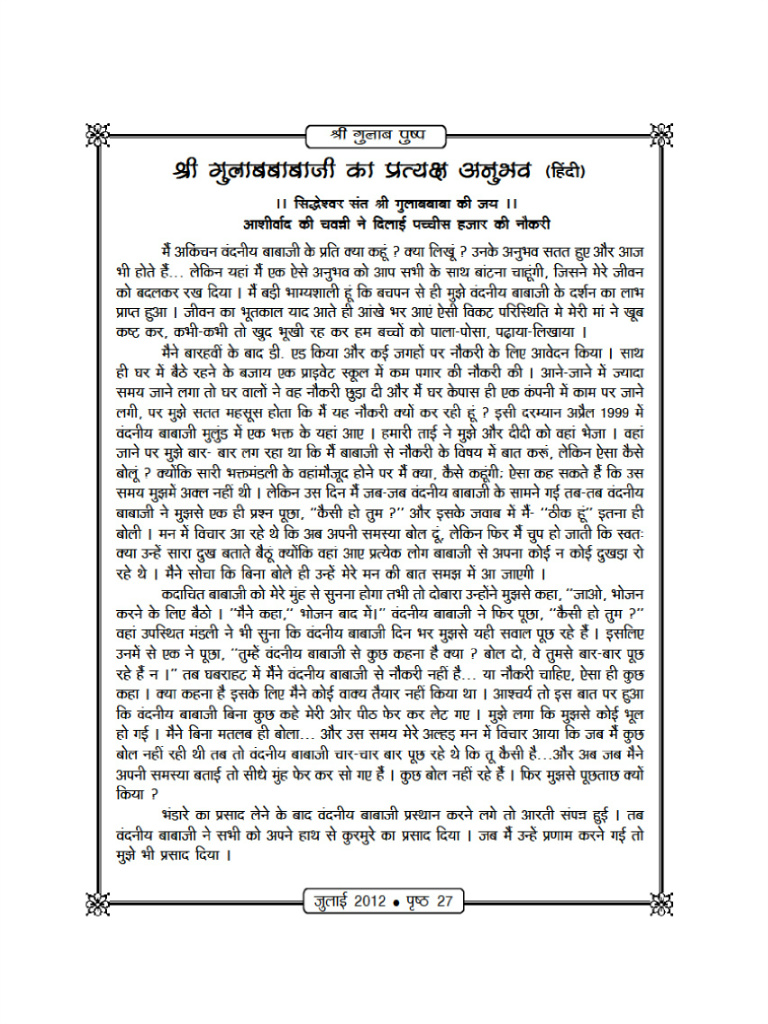 श्री गुलाब पुष्प
श्री गुलाबबाबाजी का प्रत्यक्ष अनुभव (हिंदी)
।। सिद्धेश्वर संत श्री गुलाबबाबा की जय ।।
आशीर्वाद की चवन्नी ने दिलाई पच्चीस हजार की नौकरी
मैं अकिंचन वंदनीय बाबाजी के प्रति क्या कहूं ? क्या लिखूं ? उनके अनुभव सतत हुए और आज
भी होते हैं... लेकिन यहां मैं एक ऐसे अनुभव को आप सभी के साथ बांटना चाहूंगी, जिसने मेरे जीवन
को बदलकर रख दिया । मैं बड़ी भाग्यशाली हूं कि बचपन से ही मुझे वंदनीय बाबाजी के दर्शन का लाभ
प्राप्त हुआ । जीवन का भूतकाल याद आते ही आंखे भर आएं ऐसी विकट परिस्थिति मे मेरी मां ने खूब
कष्ट कर, कभी-कभी तो खुद भूखी रह कर हम बच्चों को पाला-पोसा, पढ़ाया-लिखाया ।
मैने बारहवीं के बाद डी. एड किया और कई जगहों पर नौकरी के लिए आवेदन किया । साथ
ही घर में बैठे रहने के बजाय एक प्राइवेट स्कूल में कम पगार की नौकरी की । आने-जाने में ज्यादा
समय जाने लगा तो घर वालों ने वह नौकरी छुड़ा दी और मैं घर केपास ही एक कंपनी में काम पर जाने
लगी, पर मुझे सतत महसूस होता कि मैं यह नौकरी क्यों कर रही हूं ? इसी दरम्यान अप्रैल 1999 में
वंदनीय बाबाजी मुलुंड में एक भक्त के यहां आए । हमारी ताई ने मुझे और दीदी को वहां भेजा । वहां
जाने पर मुझे बार- बार लग रहा था कि मैं बाबाजी से नौकरी के विषय में बात करूं, लेकिन ऐसा कैसे
बोलूं ? क्योंकि सारी भक्तमंडली के वहांमौजूद होने पर मैं क्या, कैसे कहूंगीः ऐसा कह सकते हैं कि उस
समय मुझमें अक्ल नहीं थी । लेकिन उस दिन मैं जब-जब वंदनीय बाबाजी के सामने गई तब-तब वंदनीय
बाबाजी ने मुझसे एक ही प्रश्न पूछा, ‘‘कैसी हो तुम ?’’ और इसके जवाब में मैं- ‘‘ठीक हूं’’ इतना ही
बोली । मन में विचार आ रहे थे कि अब अपनी समस्या बोल दूं, लेकिन फिर मैं चुप हो जाती कि स्वतः
क्या उन्हें सारा दुख बताते बैठूं क्योंकि वहां आए प्रत्येक लोग बाबाजी से अपना कोई न कोई दुखड़ा रो
रहे थे । मैने सोचा कि बिना बोले ही उन्हें मेरे मन की बात समझ में आ जाएगी ।
कदाचित बाबाजी को मेरे मुंह से सुनना होगा तभी तो दोबारा उन्होंने मुझसे कहा, ‘‘जाओ, भोजन
करने के लिए बैठो । ‘‘मैने कहा,’’ भोजन बाद में।’’ वंदनीय बाबाजी ने फिर पूछा, ‘‘कैसी हो तुम ?’’
वहां उपस्थित मंडली ने भी सुना कि वंदनीय बाबाजी दिन भर मुझसे यही सवाल पूछ रहे हैं । इसलिए
उनमें से एक ने पूछा, ‘‘तुम्हें वंदनीय बाबाजी से कुछ कहना है क्या ? बोल दो, वे तुमसे बार-बार पूछ
रहे हैं न ।’’ तब घबराहट में मैंने वंदनीय बाबाजी से नौकरी नहीं है... या नौकरी चाहिए, ऐसा ही कुछ
कहा । क्या कहना है इसके लिए मैने कोई वाक्य तैयार नहीं किया था । आश्चर्य तो इस बात पर हुआ
कि वंदनीय बाबाजी बिना कुछ कहे मेरी ओर पीठ फेर कर लेट गए । मुझे लगा कि मुझसे कोई भूल
हो गई । मैने बिना मतलब ही बोला... और उस समय मेरे अल्हड़ मन में विचार आया कि जब मैं कुछ
बोल नहीं रही थी तब तो वंदनीय बाबाजी चार-चार बार पूछ रहे थे कि तू कैसी है...और अब जब मैने
अपनी समस्या बताई तो सीधे मुंह फेर कर सो गए हैं । कुछ बोल नहीं रहे हैं । फिर मुझसे पूछताछ क्यों
किया ?
भंडारे का प्रसाद लेने के बाद वंदनीय बाबाजी प्रस्थान करने लगे तो आरती संपन्न हुई । तब
वंदनीय बाबाजी ने सभी को अपने हाथ से कुरमुरे का प्रसाद दिया । जब मैं उन्हें प्रणाम करने गई तो
मुझे भी प्रसाद दिया ।
जुलाई 2012 ● पृष्ठ 27